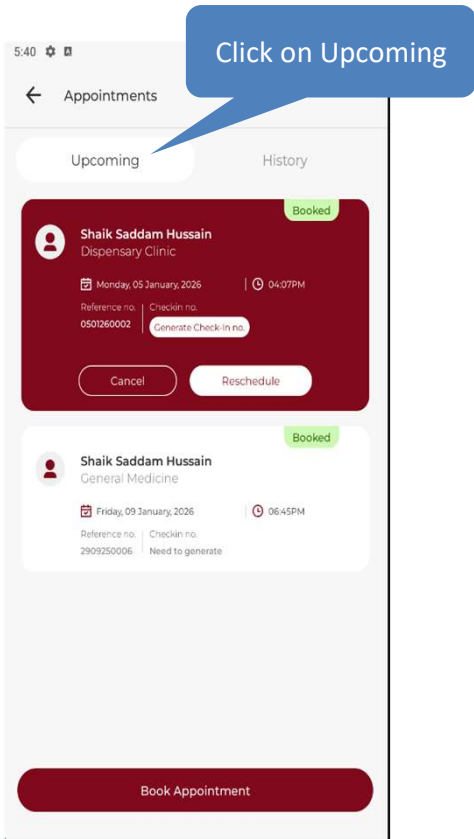 Click on Upcoming
5:40
Appointments
Upcoming
History
Booked
Shaik Saddam Hussain
Dispensary Clinic
Monday, 05 January, 2026
04:07PM
Reference no.
Checkin no.
0501260002
Generate Check-In no.
Cancel
Reschedule
Booked
Shaik Saddam Hussain
General Medicine
Friday, 09 January, 2026
06:45PM
Reference no.
Checkin no.
2909250006
Need to generate
Book Appointment